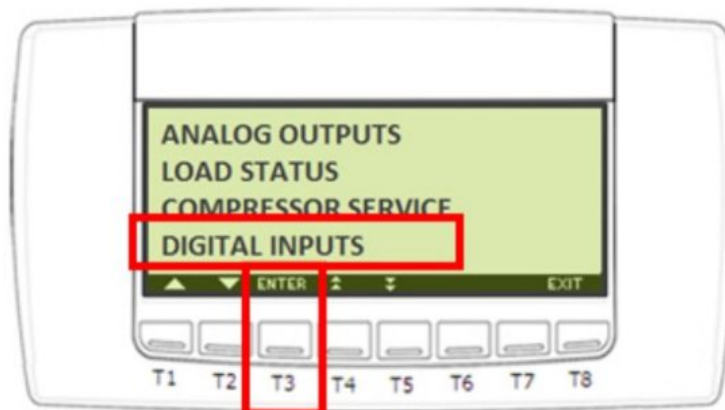 ANALOG OUTPUTS
LOAD STATUS
COMPRESSOR SERVICE
DIGITAL INPUTS
ENTER EXIT
T1 T2 T3 T4 T5 T6 T7 T8